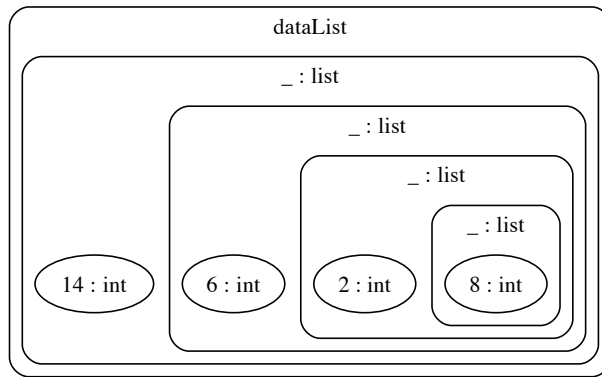 dataList
_ : list
_ : list
_ : list
_ : list
14 : int
6 : int
2 : int
8 : int